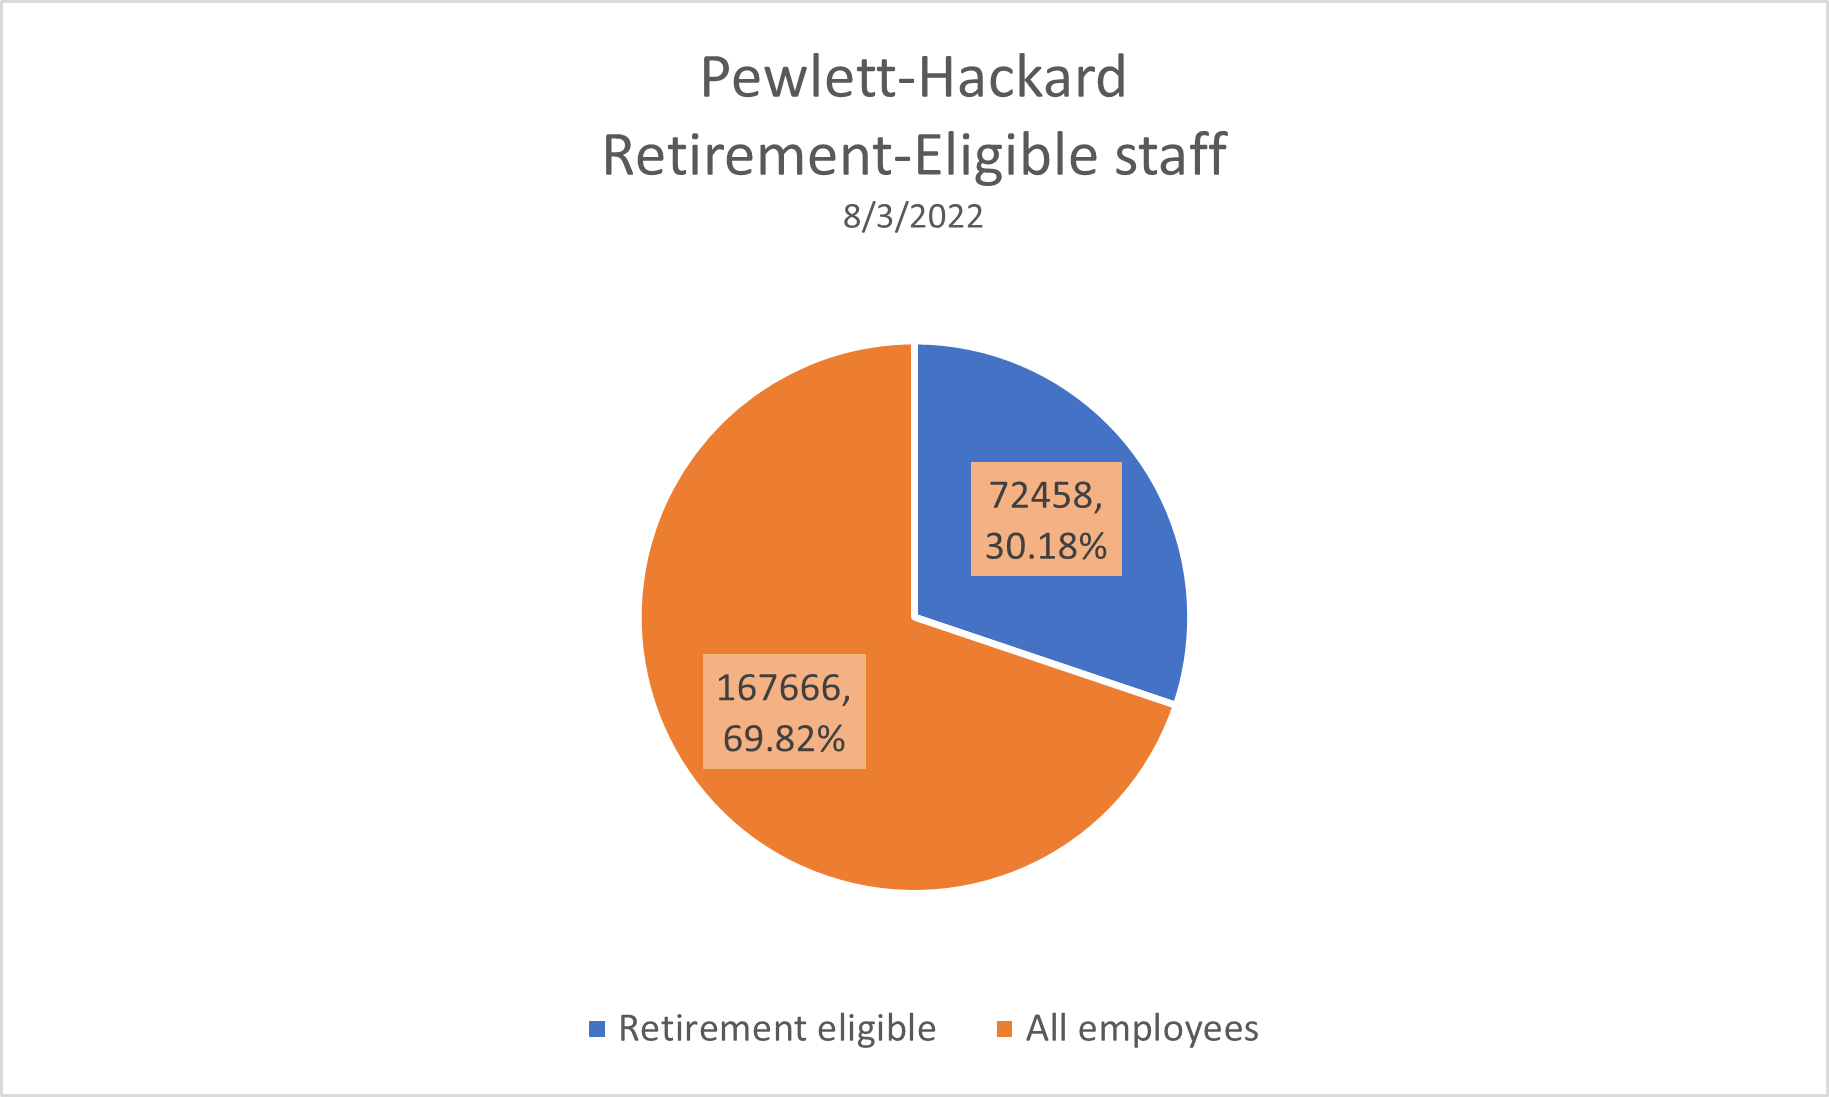 Pewlett-Hackard
Retirement-Eligible staff
8/3/2022
72458,
30.18%
167666,
69.82%
Retirement eligible
All employees